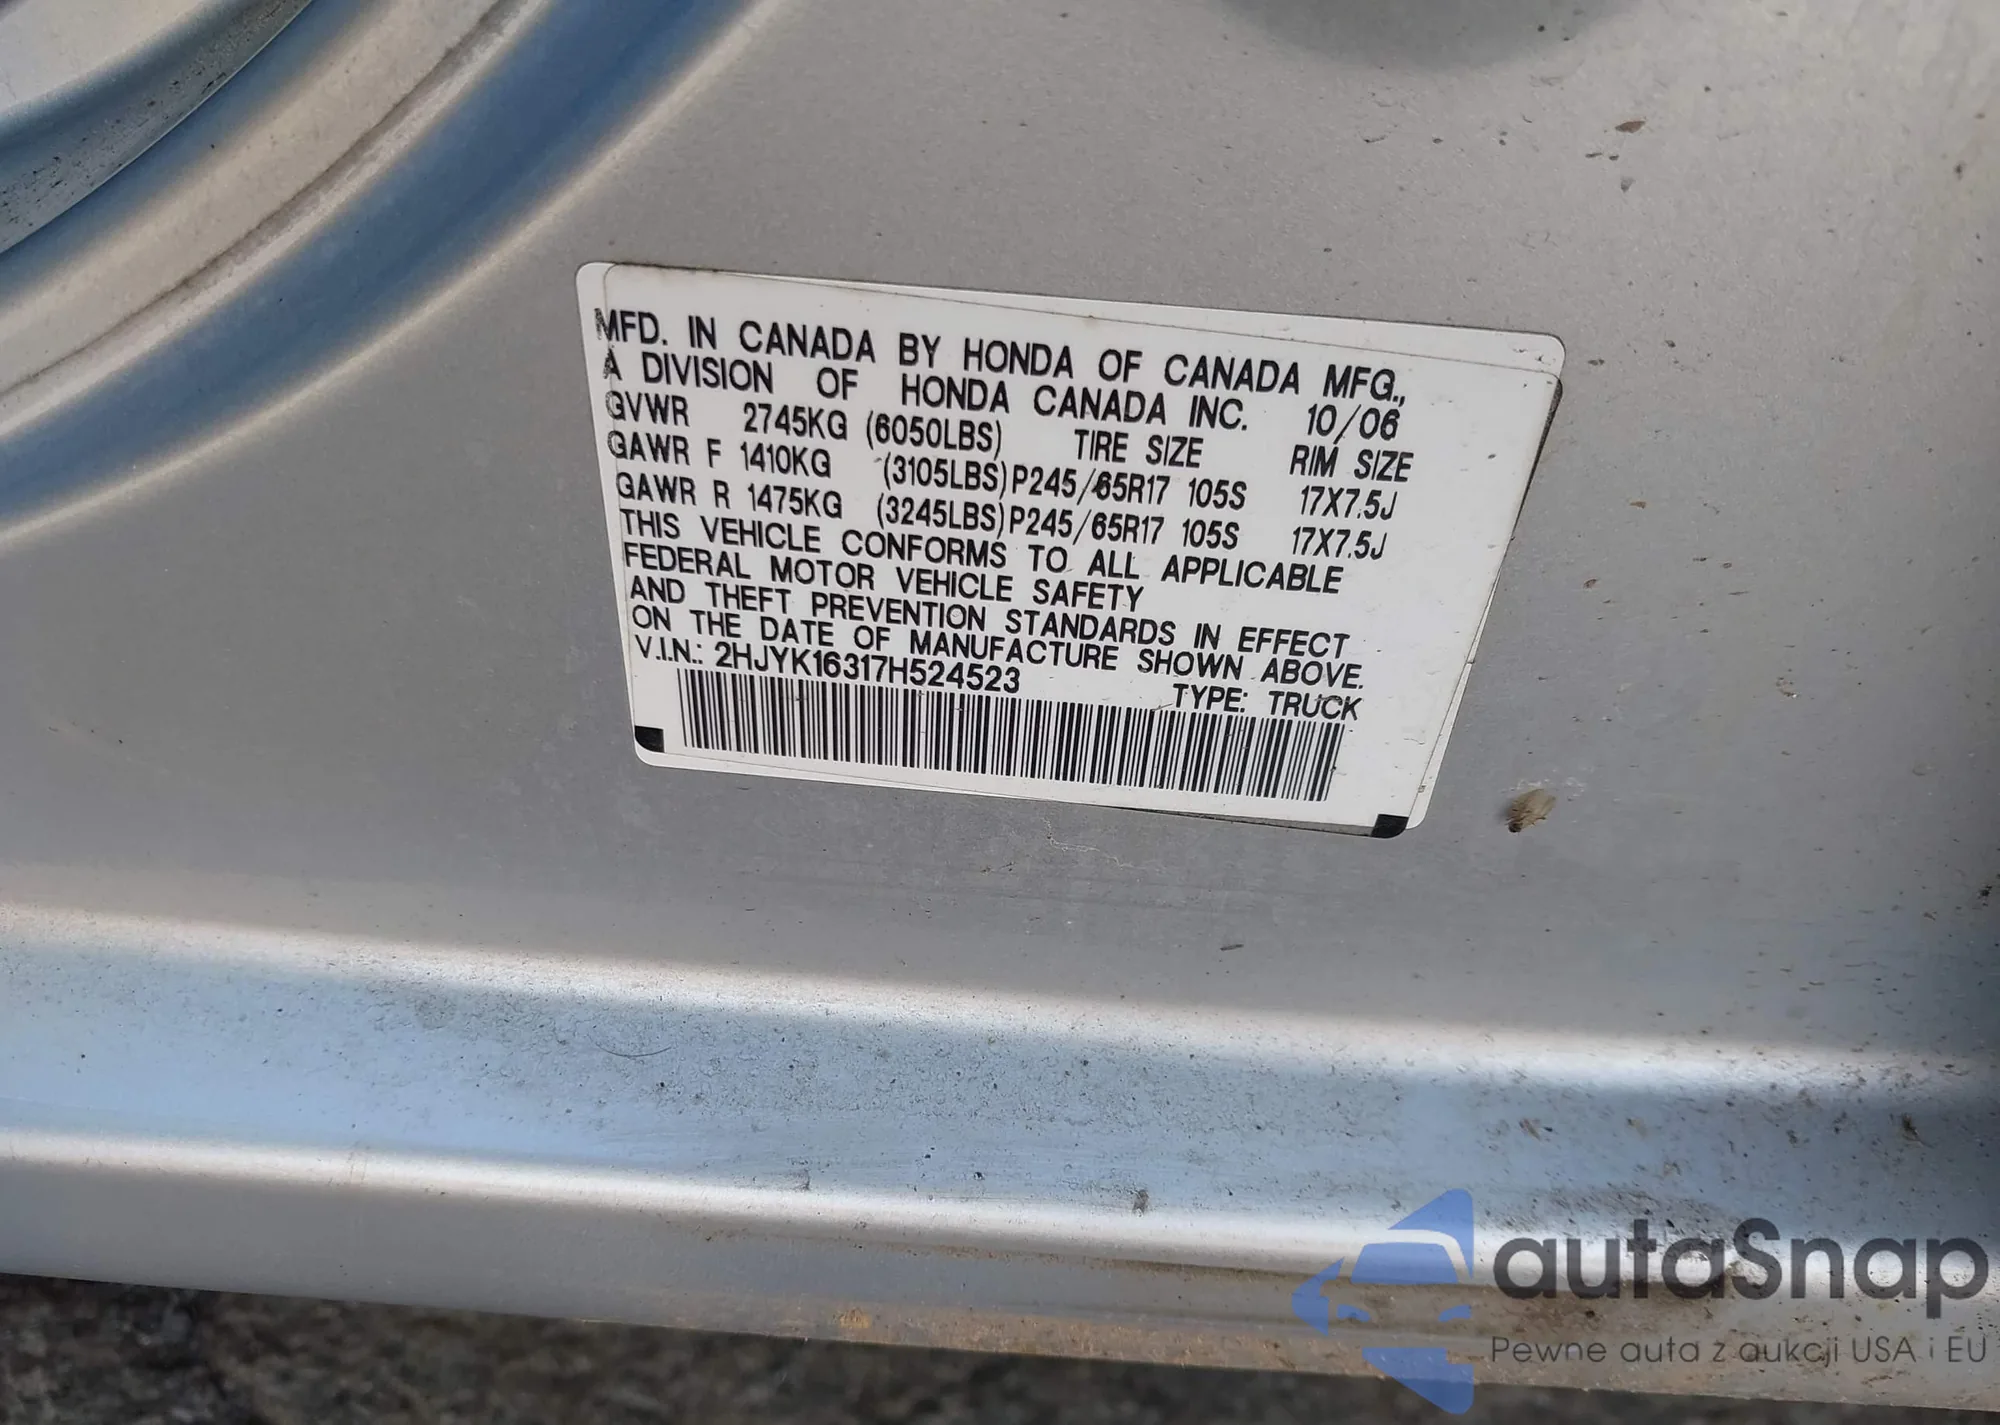 MFD. IN CANADA BY HONDA OF CANADA MFG.,
A DIVISION OF HONDA CANADA INC. 10/06
GVWR 2745KG (6050LBS) TIRE SIZE RIM SIZE
GAWR F 1410KG (3105LBS) P245/65R17 105S 17X7.5J
GAWR R 1475KG (3245LBS) P245/65R17 105S 17X7.5J
THIS VEHICLE CONFORMS TO ALL APPLICABLE
FEDERAL MOTOR VEHICLE SAFETY
AND THEFT PREVENTION STANDARDS IN EFFECT
ON THE DATE OF MANUFACTURE SHOWN ABOVE.
V.I.N.: 2HJYK16317H524523 TYPE: TRUCK
autaSnap
Pewne auta z aukcji USA i EU